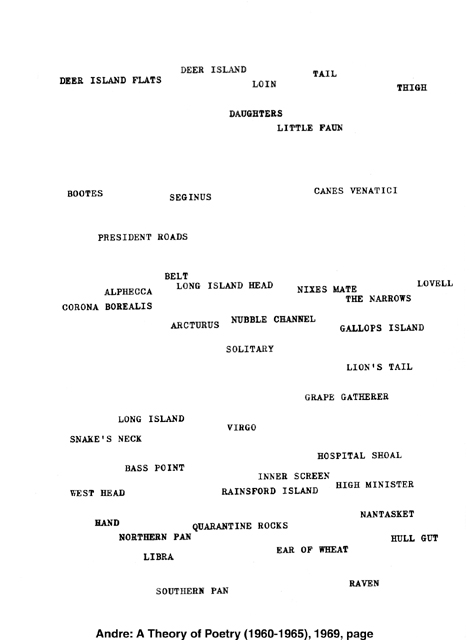 DEER ISLAND
TAIL
DEER ISLAND FLATS
LOIN
THIGH
DAUGHTERS
LITTLE FAUN
CANES VENATICI
BOOTES
SEGINUS
PRESIDENT ROADS
BELT
LONG ISLAND HEAD
LOVELL
ALPHECCA
NIXES MATE
THE NARROWS
CORONA BOREALIS
NUBBLE CHANNEL
ARCTURUS
GALLOPS ISLAND
SOLITARY
LION'S TAIL
GRAPE GATHERER
LONG ISLAND
VIRGO
SNAKE'S NECK
HOSPITAL SHOAL
BASS POINT
INNER SCREEN
HIGH MINISTER
WEST HEAD
RAINSFORD ISLAND
NANTASKET
HAND
QUARANTINE ROCKS
NORTHERN PAN
HULL GUT
EAR OF WHEAT
LIBRA
RAVEN
SOUTHERN PAN
Andre: A Theory of Poetry (1960-1965), 1969, page